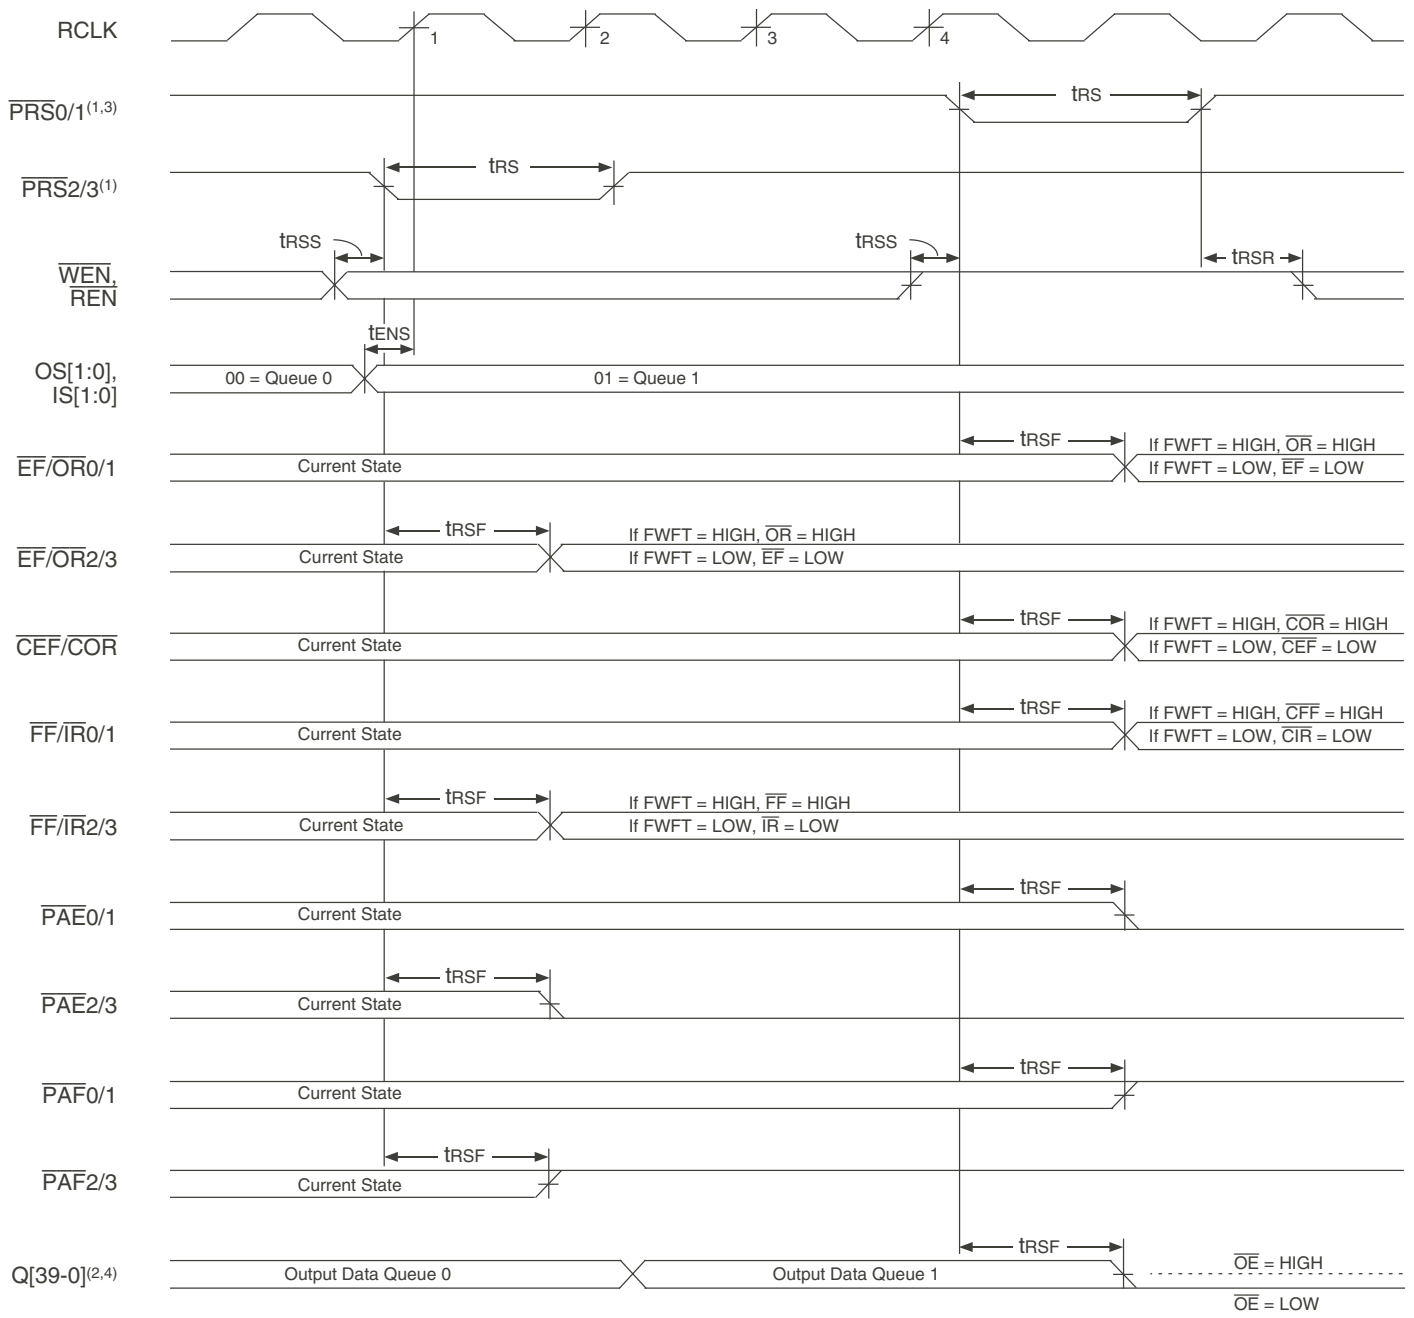 RCLK
1 2 3 4
PRS0/1(1,3)
tRS
PRS2/3(1)
tRS
tRSS tRSS
WEN,
REN
tRSR
tENS
OS[1:0],
IS[1:0]
00 = Queue 0 01 = Queue 1
tRSF If FWFT = HIGH, OR = HIGH
EF/OR0/1 Current State If FWFT = LOW, EF = LOW
tRSF If FWFT = HIGH, OR = HIGH
EF/OR2/3 Current State If FWFT = LOW, EF = LOW
tRSF If FWFT = HIGH, COR = HIGH
CEF/COR Current State If FWFT = LOW, CEF = LOW
tRSF If FWFT = HIGH, CFF = HIGH
FF/IR0/1 Current State If FWFT = LOW, CIR = LOW
tRSF If FWFT = HIGH, FF = HIGH
FF/IR2/3 Current State If FWFT = LOW, IR = LOW
tRSF
PAE0/1 Current State
tRSF
PAE2/3 Current State
tRSF
PAF0/1 Current State
tRSF
PAF2/3 Current State
tRSF OE = HIGH
Q[39-0](2,4) Output Data Queue 0 Output Data Queue 1
OE = LOW